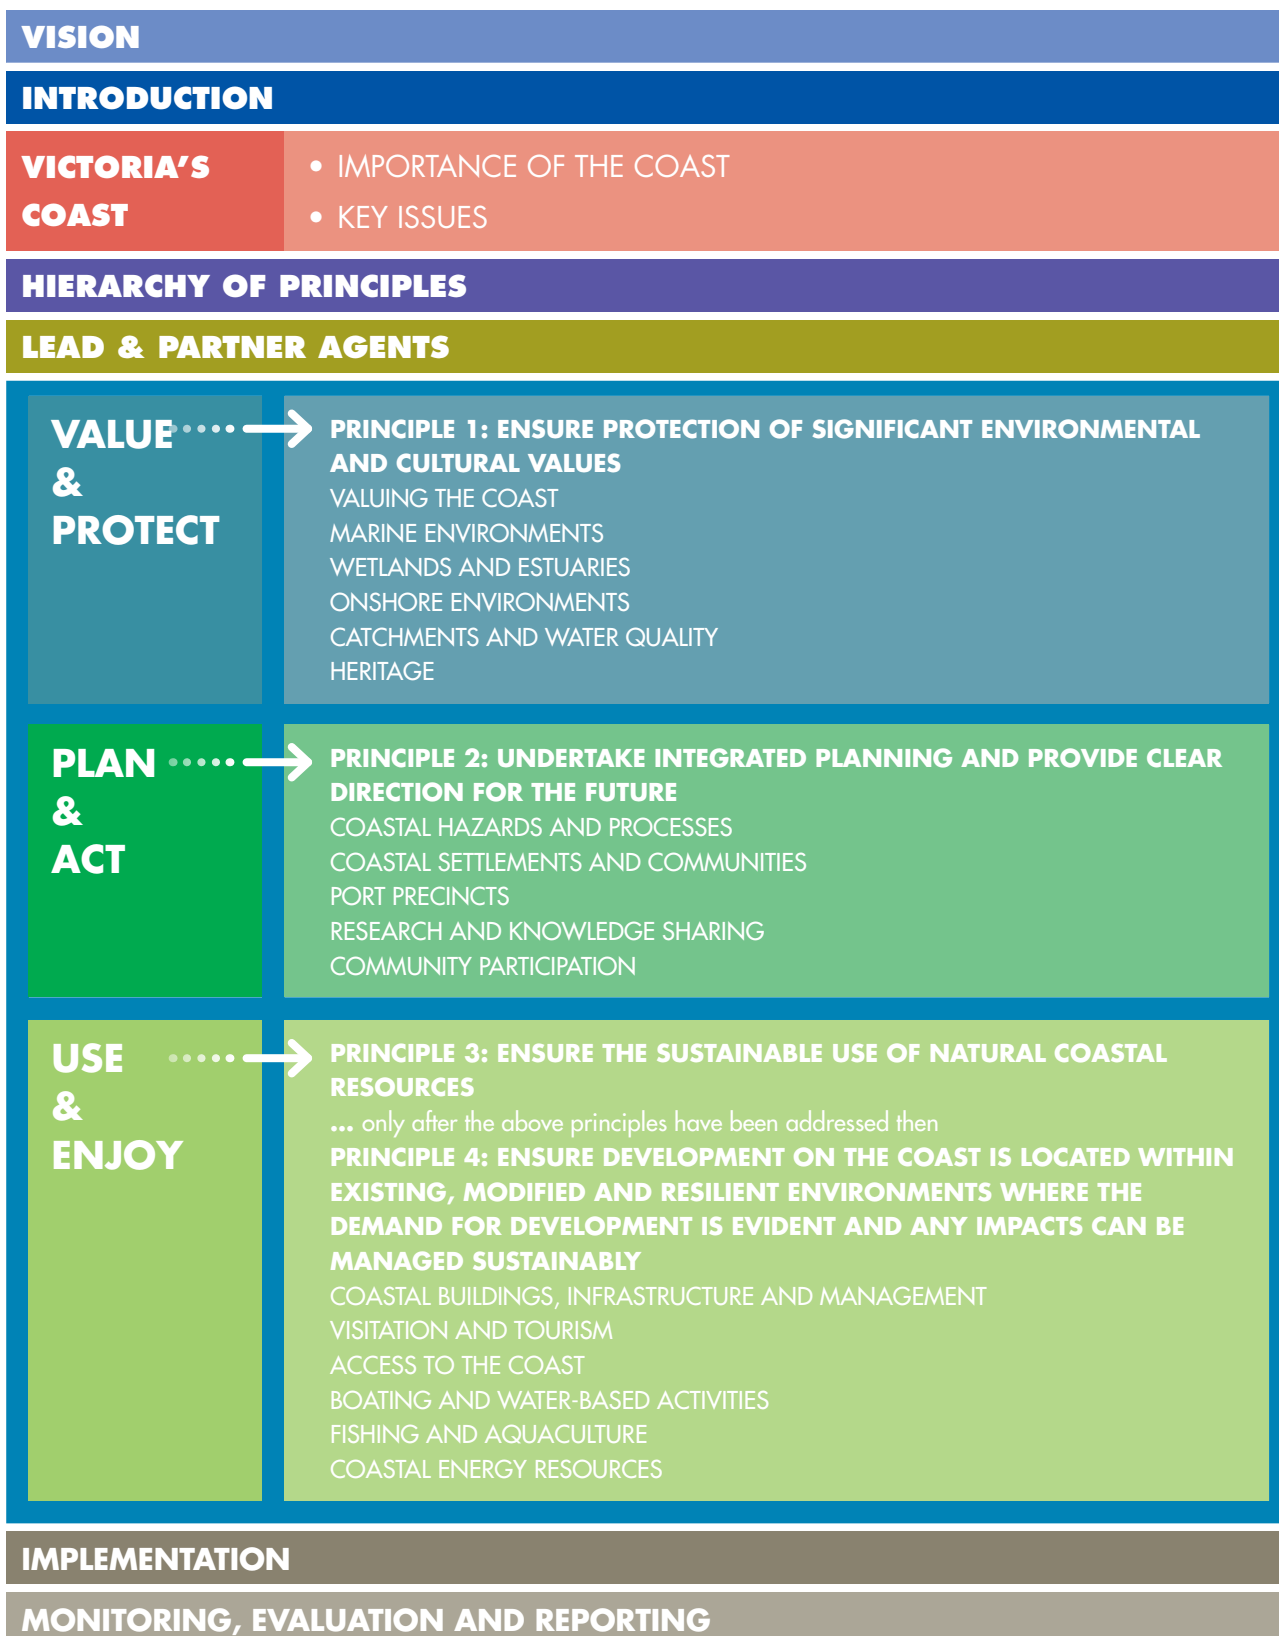 VISION
INTRODUCTION
VICTORIA'S
COAST
• IMPORTANCE OF THE COAST
• KEY ISSUES
HIERARCHY OF PRINCIPLES
LEAD & PARTNER AGENTS
VALUE
&
PROTECT
PRINCIPLE 1: ENSURE PROTECTION OF SIGNIFICANT ENVIRONMENTAL
AND CULTURAL VALUES
VALUING THE COAST
MARINE ENVIRONMENTS
WETLANDS AND ESTUARIES
ONSHORE ENVIRONMENTS
CATCHMENTS AND WATER QUALITY
HERITAGE
PLAN
&
ACT
PRINCIPLE 2: UNDERTAKE INTEGRATED PLANNING AND PROVIDE CLEAR
DIRECTION FOR THE FUTURE
COASTAL HAZARDS AND PROCESSES
COASTAL SETTLEMENTS AND COMMUNITIES
PORT PRECINCTS
RESEARCH AND KNOWLEDGE SHARING
COMMUNITY PARTICIPATION
USE
&
ENJOY
PRINCIPLE 3: ENSURE THE SUSTAINABLE USE OF NATURAL COASTAL
RESOURCES
... only after the above principles have been addressed then
PRINCIPLE 4: ENSURE DEVELOPMENT ON THE COAST IS LOCATED WITHIN
EXISTING, MODIFIED AND RESILIENT ENVIRONMENTS WHERE THE
DEMAND FOR DEVELOPMENT IS EVIDENT AND ANY IMPACTS CAN BE
MANAGED SUSTAINABLY
COASTAL BUILDINGS, INFRASTRUCTURE AND MANAGEMENT
VISITATION AND TOURISM
ACCESS TO THE COAST
BOATING AND WATER-BASED ACTIVITIES
FISHING AND AQUACULTURE
COASTAL ENERGY RESOURCES
IMPLEMENTATION
MONITORING, EVALUATION AND REPORTING